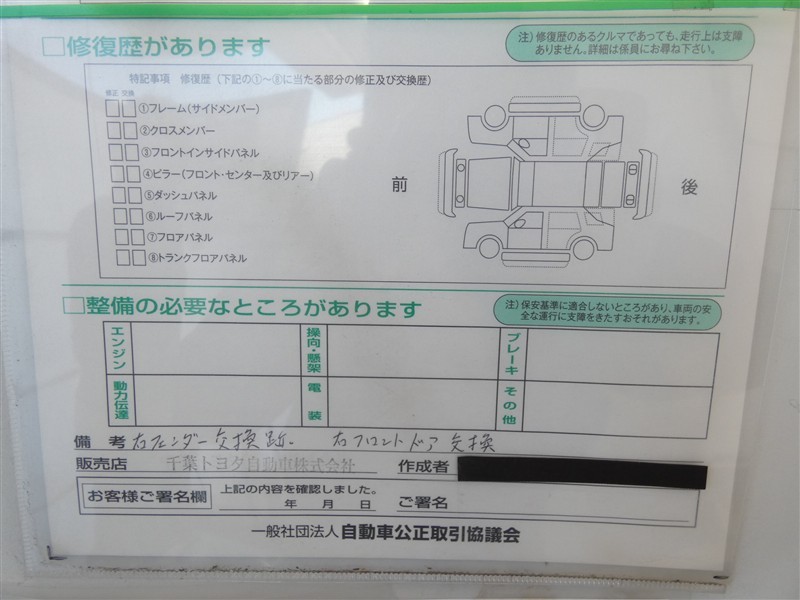 □修復歴があります
注）修復歴のあるクルマであっても、走行上は支障
ありません。詳細は係員にお尋ね下さい。
特記事項 修復歴（下記の①～⑧に当たる部分の修正及び交換歴）
修正 交換
①フレーム（サイドメンバー）
②クロスメンバー
③フロントインサイドパネル
④ピラー（フロント・センター及びリアー）
⑤ダッシュパネル
⑥ルーフパネル
⑦フロアパネル
⑧トランクフロアパネル
前
後
□整備の必要なところがあります
注）保安基準に適合しないところがあり、車両の安
全な運行に支障をきたすおそれがあります。
エンジン
操向・懸架
ブレーキ
動力伝達
電装
その他
備考 右フェンダー交換跡. 右フロントドア交換
販売店 千葉トヨタ自動車株式会社 作成者
お客様ご署名欄 上記の内容を確認しました。
年 月 日 ご署名
一般社団法人 自動車公正取引協議会